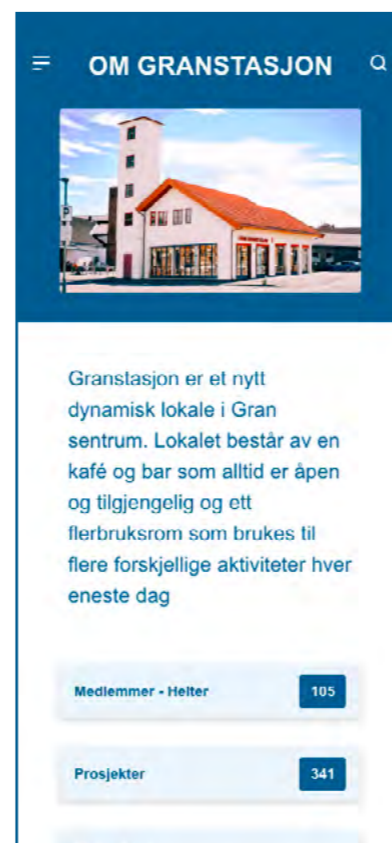 OM GRANSTASJON
Granstasjon er et nytt
dynamisk lokale i Gran
sentrum. Lokalet består av en
kafé og bar som alltid er åpen
og tilgjengelig og ett
flerbruksrom som brukes til
flere forskjellige aktiviteter hver
eneste dag
Medlemmer - Helter 105
Prosjekter 341